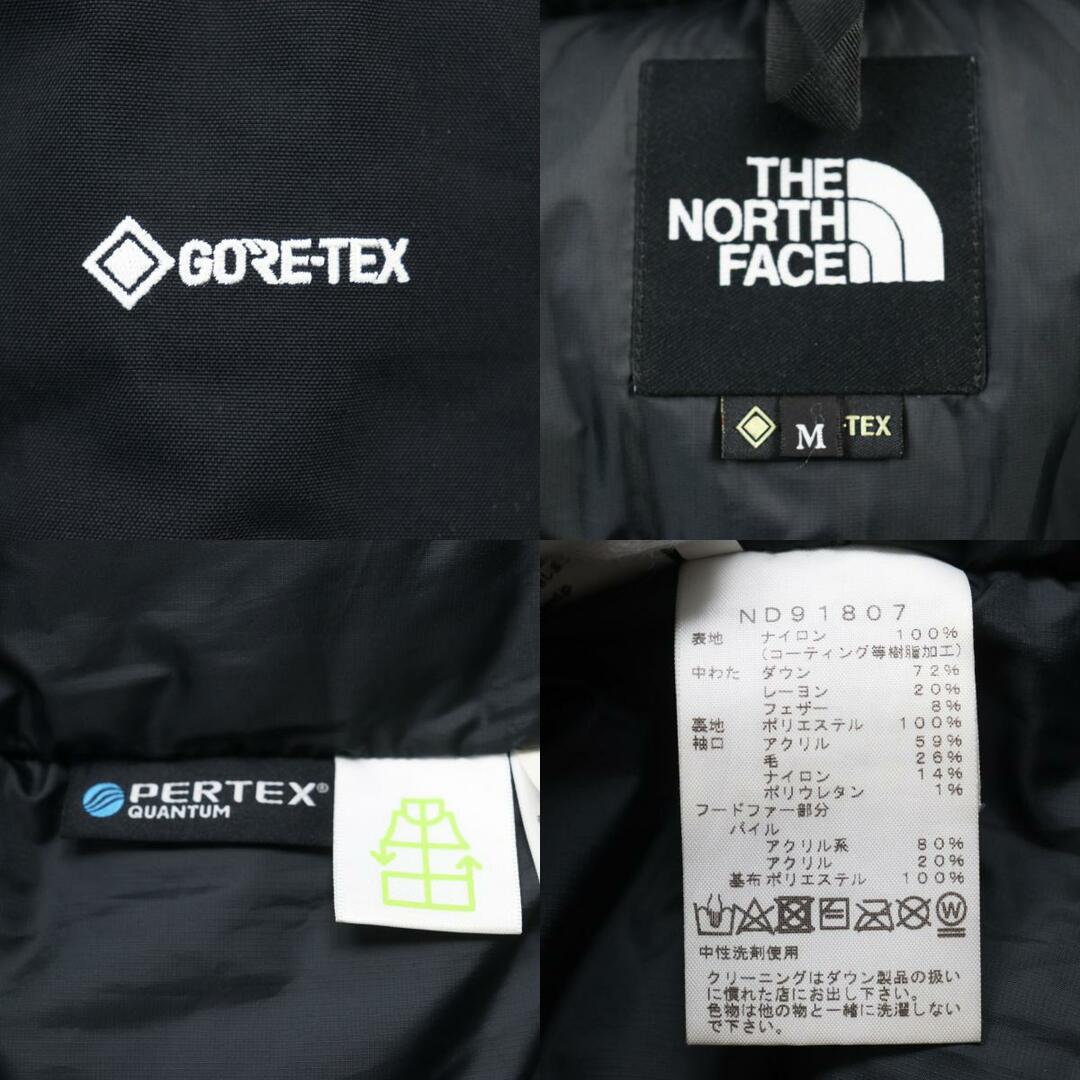 GORE-TEX
THE
NORTH
FACE
M
-TEX
PERTEX®
QUANTUM
ND91807
表地 ナイロン 100%
(コーティング等樹脂加工)
中わた ダウン 72%
レーヨン 20%
フェザー 8%
裏地 ポリエステル 100%
袖口 アクリル 59%
毛 26%
ナイロン 14%
ポリウレタン 1%
フードファー部分
パイル
アクリル系 80%
アクリル 20%
基布 ポリエステル 100%
W
中性洗剤使用
クリーニングはダウン製品の扱い
に慣れた店にお出し下さい。
色物は他の物と一緒に洗濯しない
で下さい。